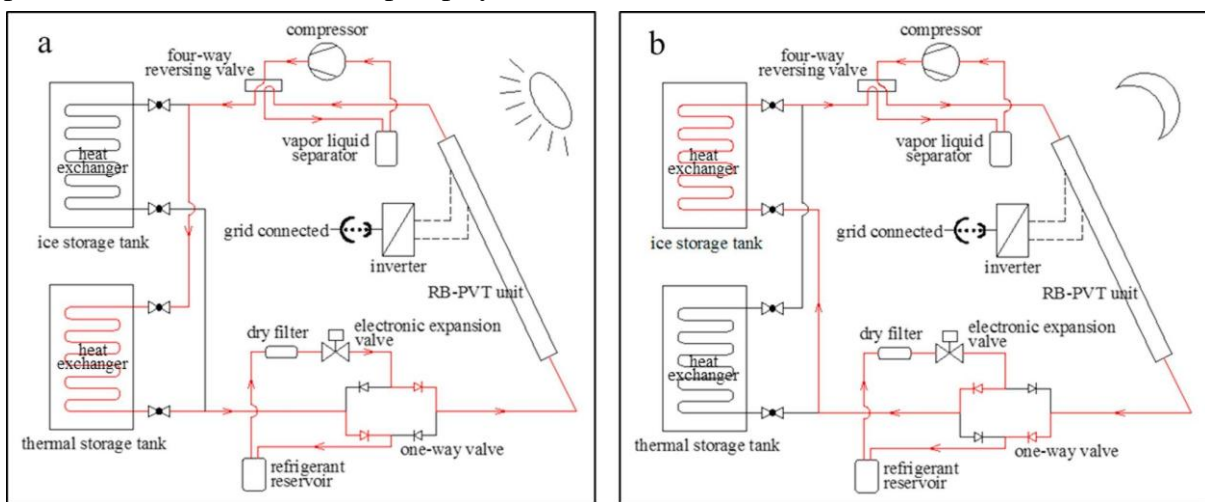 a
compressor
four-way
reversing valve
vapor liquid
separator
heat
exchanger
ice storage tank
grid connected
inverter
RB-PVT unit
heat
exchanger
thermal storage tank
dry filter
electronic expansion
valve
one-way valve
refrigerant
reservoir
b
compressor
four-way
reversing valve
vapor liquid
separator
heat
exchanger
ice storage tank
grid connected
inverter
RB-PVT unit
heat
exchanger
thermal storage tank
dry filter
electronic expansion
valve
one-way valve
refrigerant
reservoir